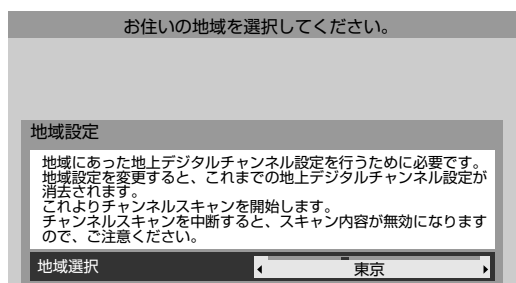 お住いの地域を選択してください。
地域設定
地域にあった地上デジタルチャンネル設定を行うために必要です。
地域設定を変更すると、これまでの地上デジタルチャンネル設定が
消去されます。
これよりチャンネルスキャンを開始します。
チャンネルスキャンを中断すると、スキャン内容が無効になります
ので、ご注意ください。
地域選択
東京